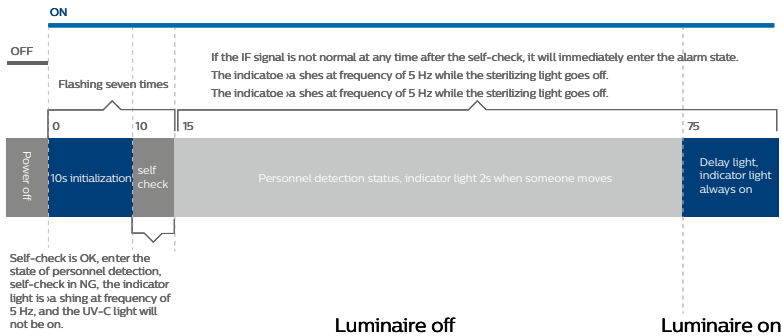 ON
OFF
If the IF signal is not normal at any time after the self-check, it will immediately enter the alarm state.
The indicatoe ›a shes at frequency of 5 Hz while the sterilizing light goes off.
The indicatoe ›a shes at frequency of 5 Hz while the sterilizing light goes off.
Flashing seven times
0
10
15
75
Power off
10s initialization
self
check
Personnel detection status, indicator light 2s when someone moves
Delay light,
indicator light
always on
Self-check is OK, enter the
state of personnel detection,
self-check in NG, the indicator
light is ›a shing at frequency of
5 Hz, and the UV-C light will
not be on.
Luminaire off
Luminaire on